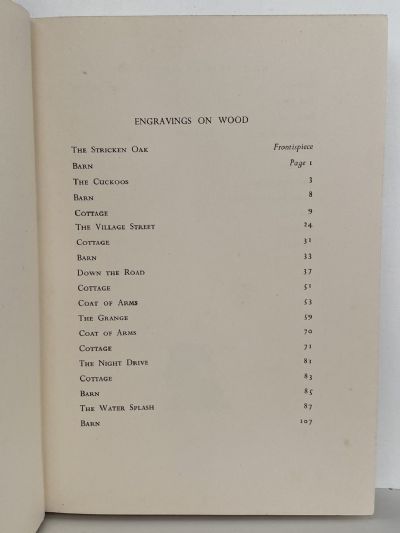 ENGRAVINGS ON WOOD
THE STRICKEN OAK Frontispiece
BARN Page 1
THE CUCKOOS 3
BARN 8
COTTAGE 9
THE VILLAGE STREET 24
COTTAGE 31
BARN 33
DOWN THE ROAD 37
COTTAGE 51
COAT OF ARMS 53
THE GRANGE 59
COAT OF ARMS 70
COTTAGE 71
THE NIGHT DRIVE 81
COTTAGE 83
BARN 85
THE WATER SPLASH 87
BARN 107